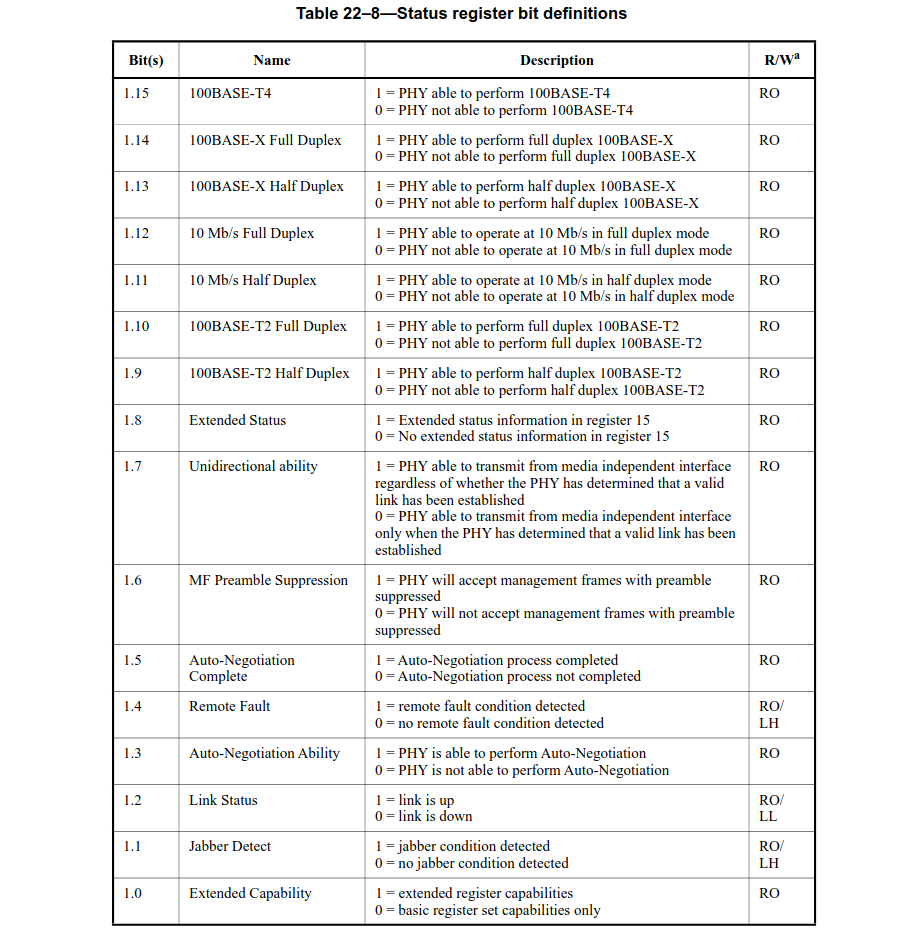 Table 22–8—Status register bit definitions
Bit(s) Name Description R/Wa
1.15 100BASE-T4 1 = PHY able to perform 100BASE-T4 RO
0 = PHY not able to perform 100BASE-T4
1.14 100BASE-X Full Duplex 1 = PHY able to perform full duplex 100BASE-X RO
0 = PHY not able to perform full duplex 100BASE-X
1.13 100BASE-X Half Duplex 1 = PHY able to perform half duplex 100BASE-X RO
0 = PHY not able to perform half duplex 100BASE-X
1.12 10 Mb/s Full Duplex 1 = PHY able to operate at 10 Mb/s in full duplex mode RO
0 = PHY not able to operate at 10 Mb/s in full duplex mode
1.11 10 Mb/s Half Duplex 1 = PHY able to operate at 10 Mb/s in half duplex mode RO
0 = PHY not able to operate at 10 Mb/s in half duplex mode
1.10 100BASE-T2 Full Duplex 1 = PHY able to perform full duplex 100BASE-T2 RO
0 = PHY not able to perform full duplex 100BASE-T2
1.9 100BASE-T2 Half Duplex 1 = PHY able to perform half duplex 100BASE-T2 RO
0 = PHY not able to perform half duplex 100BASE-T2
1.8 Extended Status 1 = Extended status information in register 15 RO
0 = No extended status information in register 15
1.7 Unidirectional ability 1 = PHY able to transmit from media independent interface RO
regardless of whether the PHY has determined that a valid
link has been established
0 = PHY able to transmit from media independent interface
only when the PHY has determined that a valid link has been
established
1.6 MF Preamble Suppression 1 = PHY will accept management frames with preamble RO
suppressed
0 = PHY will not accept management frames with preamble
suppressed
1.5 Auto-Negotiation 1 = Auto-Negotiation process completed RO
Complete 0 = Auto-Negotiation process not completed
1.4 Remote Fault 1 = remote fault condition detected RO/
0 = no remote fault condition detected LH
1.3 Auto-Negotiation Ability 1 = PHY is able to perform Auto-Negotiation RO
0 = PHY is not able to perform Auto-Negotiation
1.2 Link Status 1 = link is up RO/
0 = link is down LL
1.1 Jabber Detect 1 = jabber condition detected RO/
0 = no jabber condition detected LH
1.0 Extended Capability 1 = extended register capabilities RO
0 = basic register set capabilities only